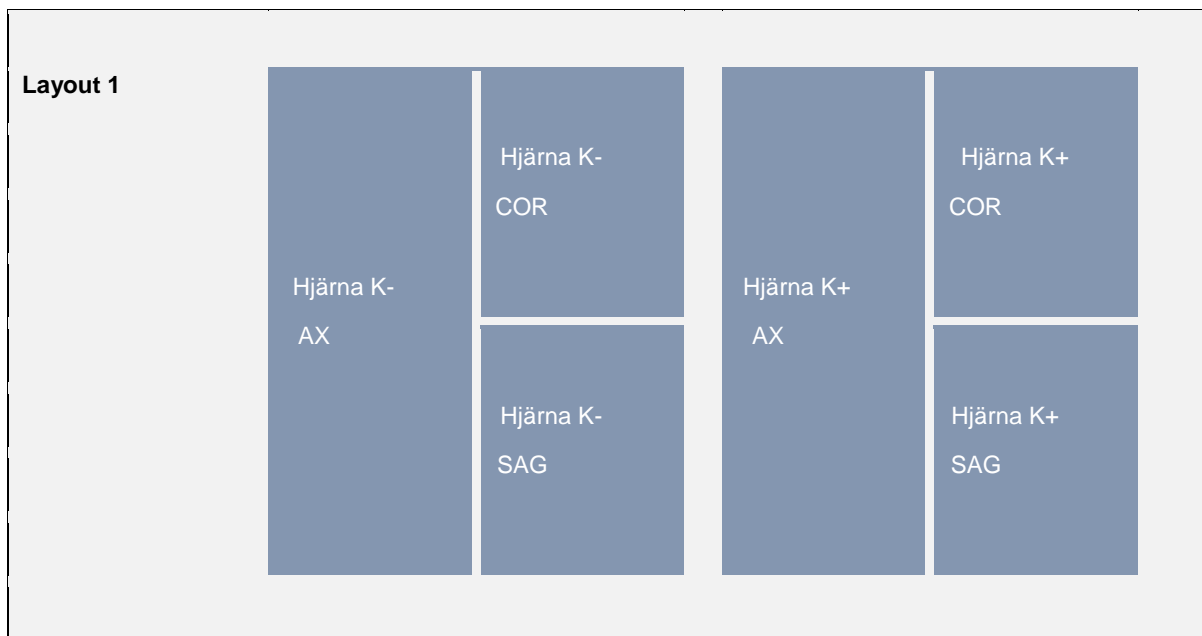 Layout 1
Hjärna K-
AX
Hjärna K-
COR
Hjärna K-
SAG
Hjärna K+
AX
Hjärna K+
COR
Hjärna K+
SAG